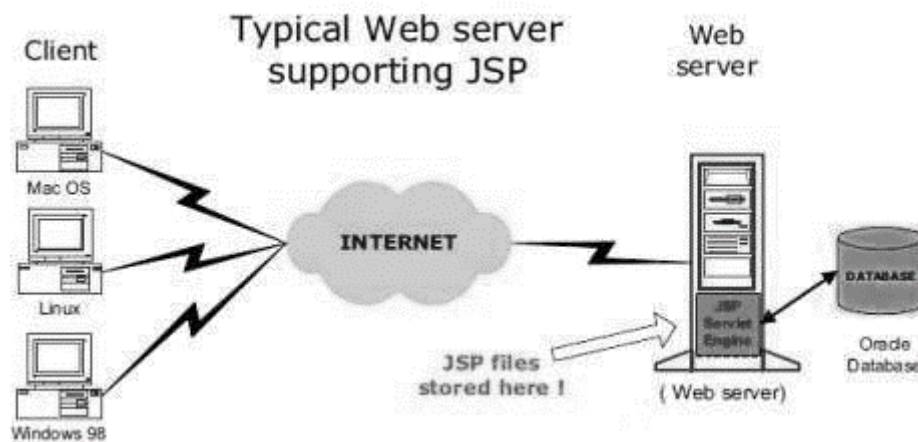 Client
Typical Web server
supporting JSP
Web
server
Mac OS
Linux
Windows 98
INTERNET
JSP files
stored here !
JSP
Servlet
Engine
( Web server)
DATABASE
Oracle
Database